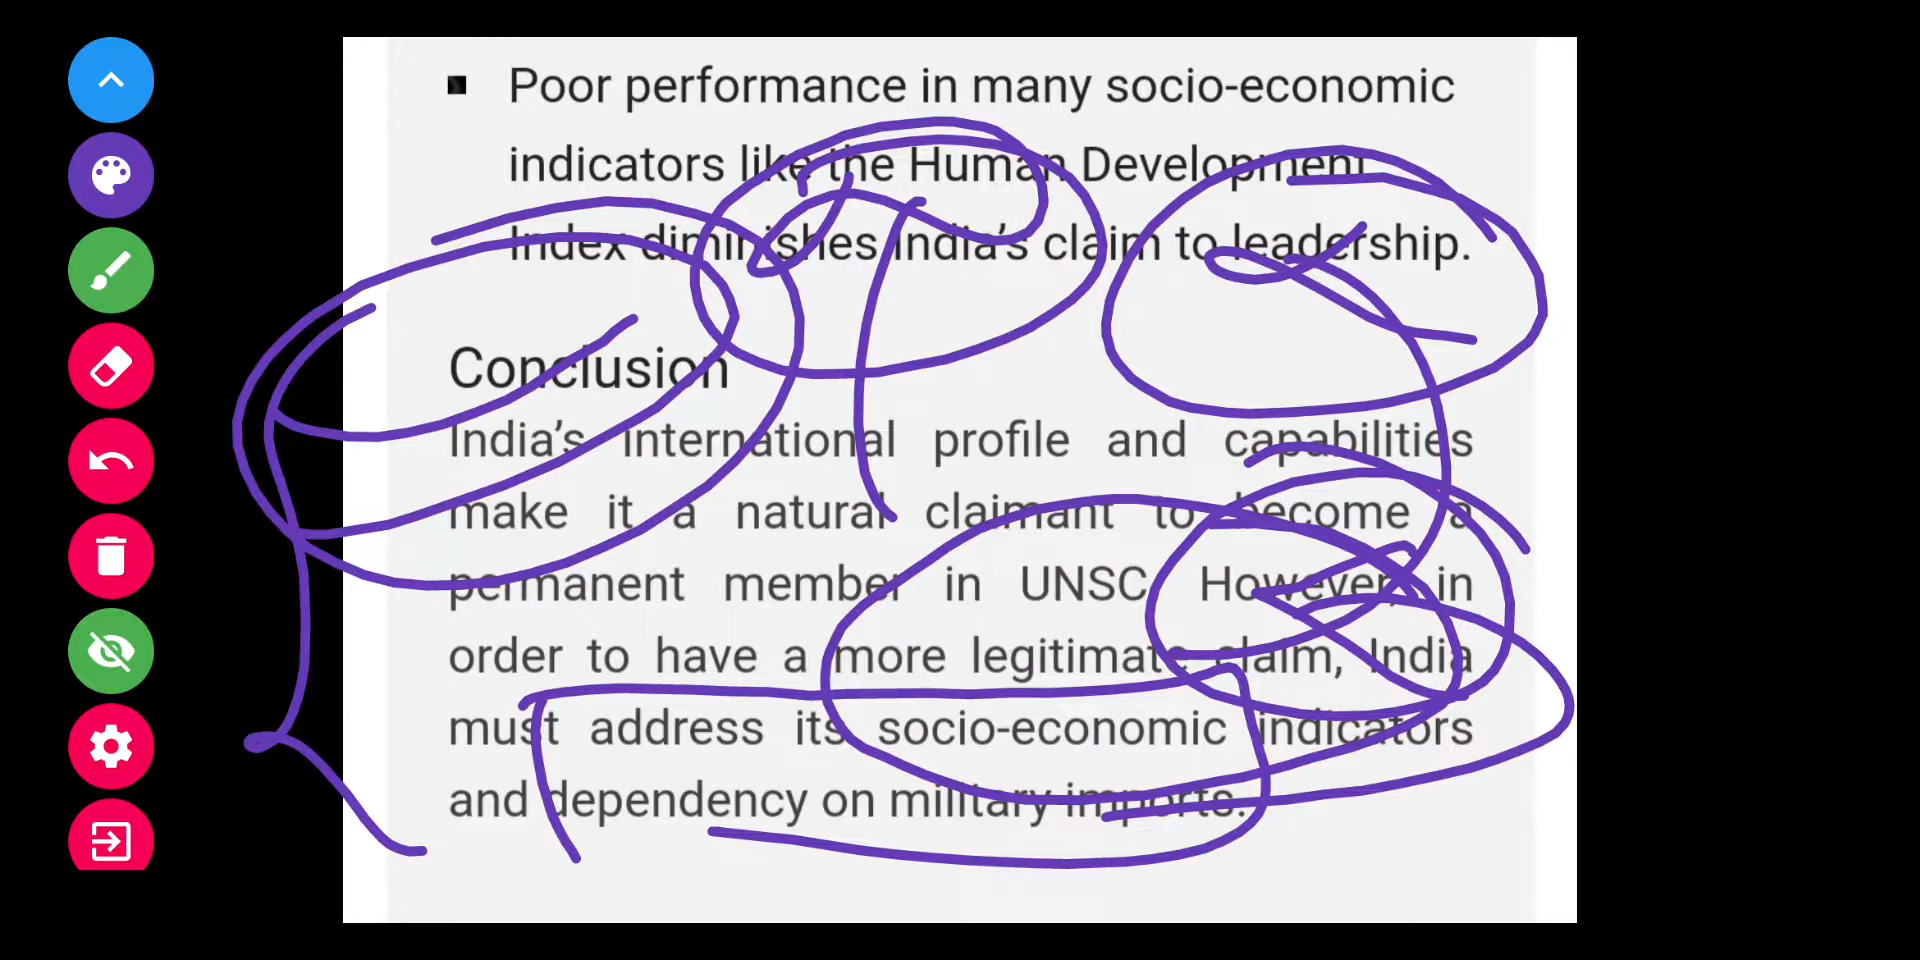 Poor performance in many socio-economic
indicators like the Human Development
Index diminishes India's claim to leadership.
Conclusion
India's international profile and capabilities
make it a natural claimant to become a
permanent member in UNSC. However, in
order to have a more legitimate claim, India
must address its socio-economic indicators
and dependency on military imports.